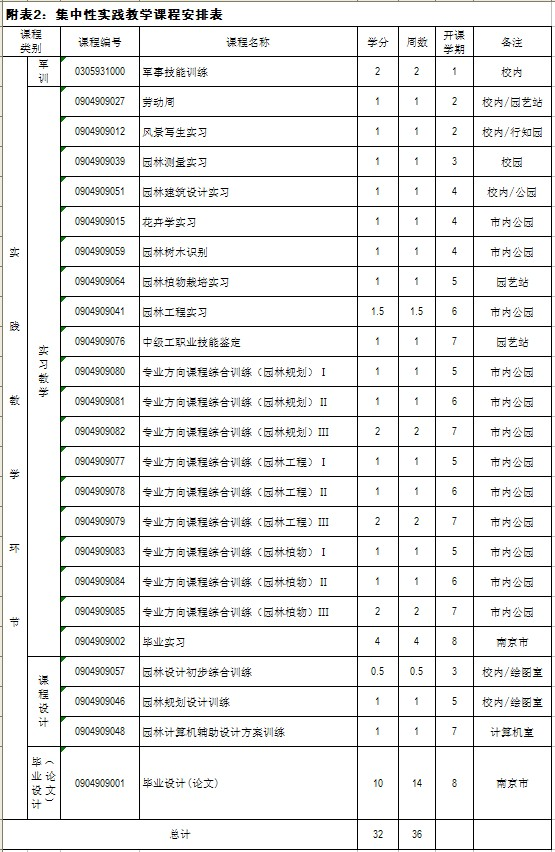 附表2：集中性实践教学课程安排表
课程类别 课程编号 课程名称 学分 周数 开课学期 备注
实践教学环节
军训
0305931000 军事技能训练 2 2 1 校内
实习教学
0904909027 劳动周 1 1 2 校内/园艺站
0904909012 风景写生实习 1 1 2 校内/行知园
0904909039 园林测量实习 1 1 3 校园
0904909051 园林建筑设计实习 1 1 4 校内/公园
0904909015 花卉学实习 1 1 4 市内公园
0904909059 园林树木识别 1 1 4 市内公园
0904909064 园林植物栽培实习 1 1 5 园艺站
0904909041 园林工程实习 1.5 1.5 6 市内公园
0904909076 中级工职业技能鉴定 1 1 7 园艺站
0904909080 专业方向课程综合训练（园林规划）Ⅰ 1 1 5 市内公园
0904909081 专业方向课程综合训练（园林规划）II 1 1 6 市内公园
0904909082 专业方向课程综合训练（园林规划）III 2 2 7 市内公园
0904909077 专业方向课程综合训练（园林工程）Ⅰ 1 1 5 市内公园
0904909078 专业方向课程综合训练（园林工程）II 1 1 6 市内公园
0904909079 专业方向课程综合训练（园林工程）III 2 2 7 市内公园
0904909083 专业方向课程综合训练（园林植物）Ⅰ 1 1 5 市内公园
0904909084 专业方向课程综合训练（园林植物）II 1 1 6 市内公园
0904909085 专业方向课程综合训练（园林植物）III 2 2 7 市内公园
0904909002 毕业实习 4 4 8 南京市
课程设计
0904909057 园林设计初步综合训练 0.5 0.5 3 校内/绘图室
0904909046 园林规划设计训练 1 1 5 校内/绘图室
0904909048 园林计算机辅助设计方案训练 1 1 7 计算机室
毕业设计（论文）
0904909001 毕业设计(论文) 10 14 8 南京市
总计 32 36